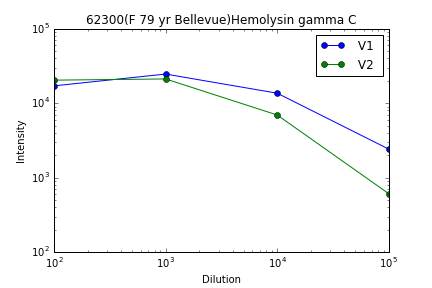 62300(F 79 yr Bellevue)Hemolysin gamma C
10^5
10^4
10^3
10^2
Intensity
V1
V2
10^2 10^3 10^4 10^5
Dilution